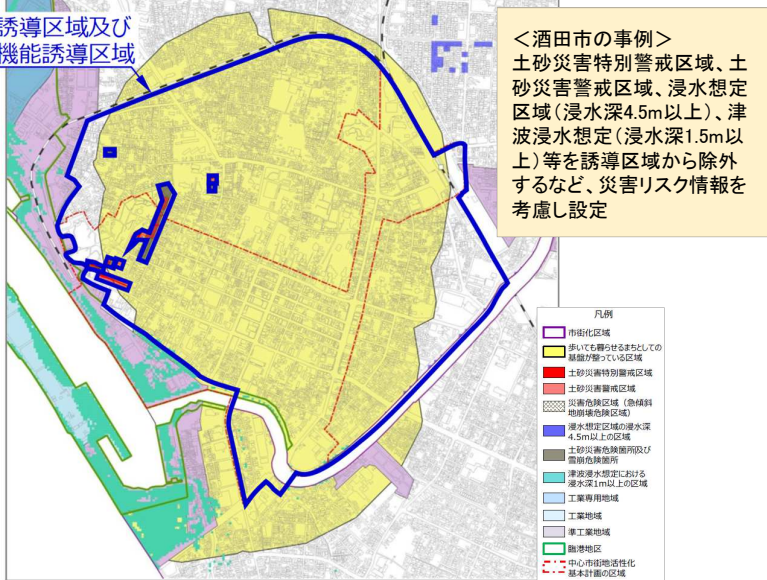 誘導区域及び
機能誘導区域
＜酒田市の事例＞
土砂災害特別警戒区域、土
砂災害警戒区域、浸水想定
区域（浸水深4.5m以上）、津
波浸水想定（浸水深1.5m以
上）等を誘導区域から除外
するなど、災害リスク情報を
考慮し設定
凡例
市街化区域
歩いても暮らせるまちとしての
基盤が整っている区域
土砂災害特別警戒区域
土砂災害警戒区域
災害危険区域（急傾斜
地崩壊危険区域）
浸水想定区域の浸水深
4.5m以上の区域
土砂災害危険箇所及び
雪崩危険箇所
津波浸水想定における
浸水深1m以上の区域
工業専用地域
工業地域
準工業地域
臨港地区
中心市街地活性化
基本計画の区域